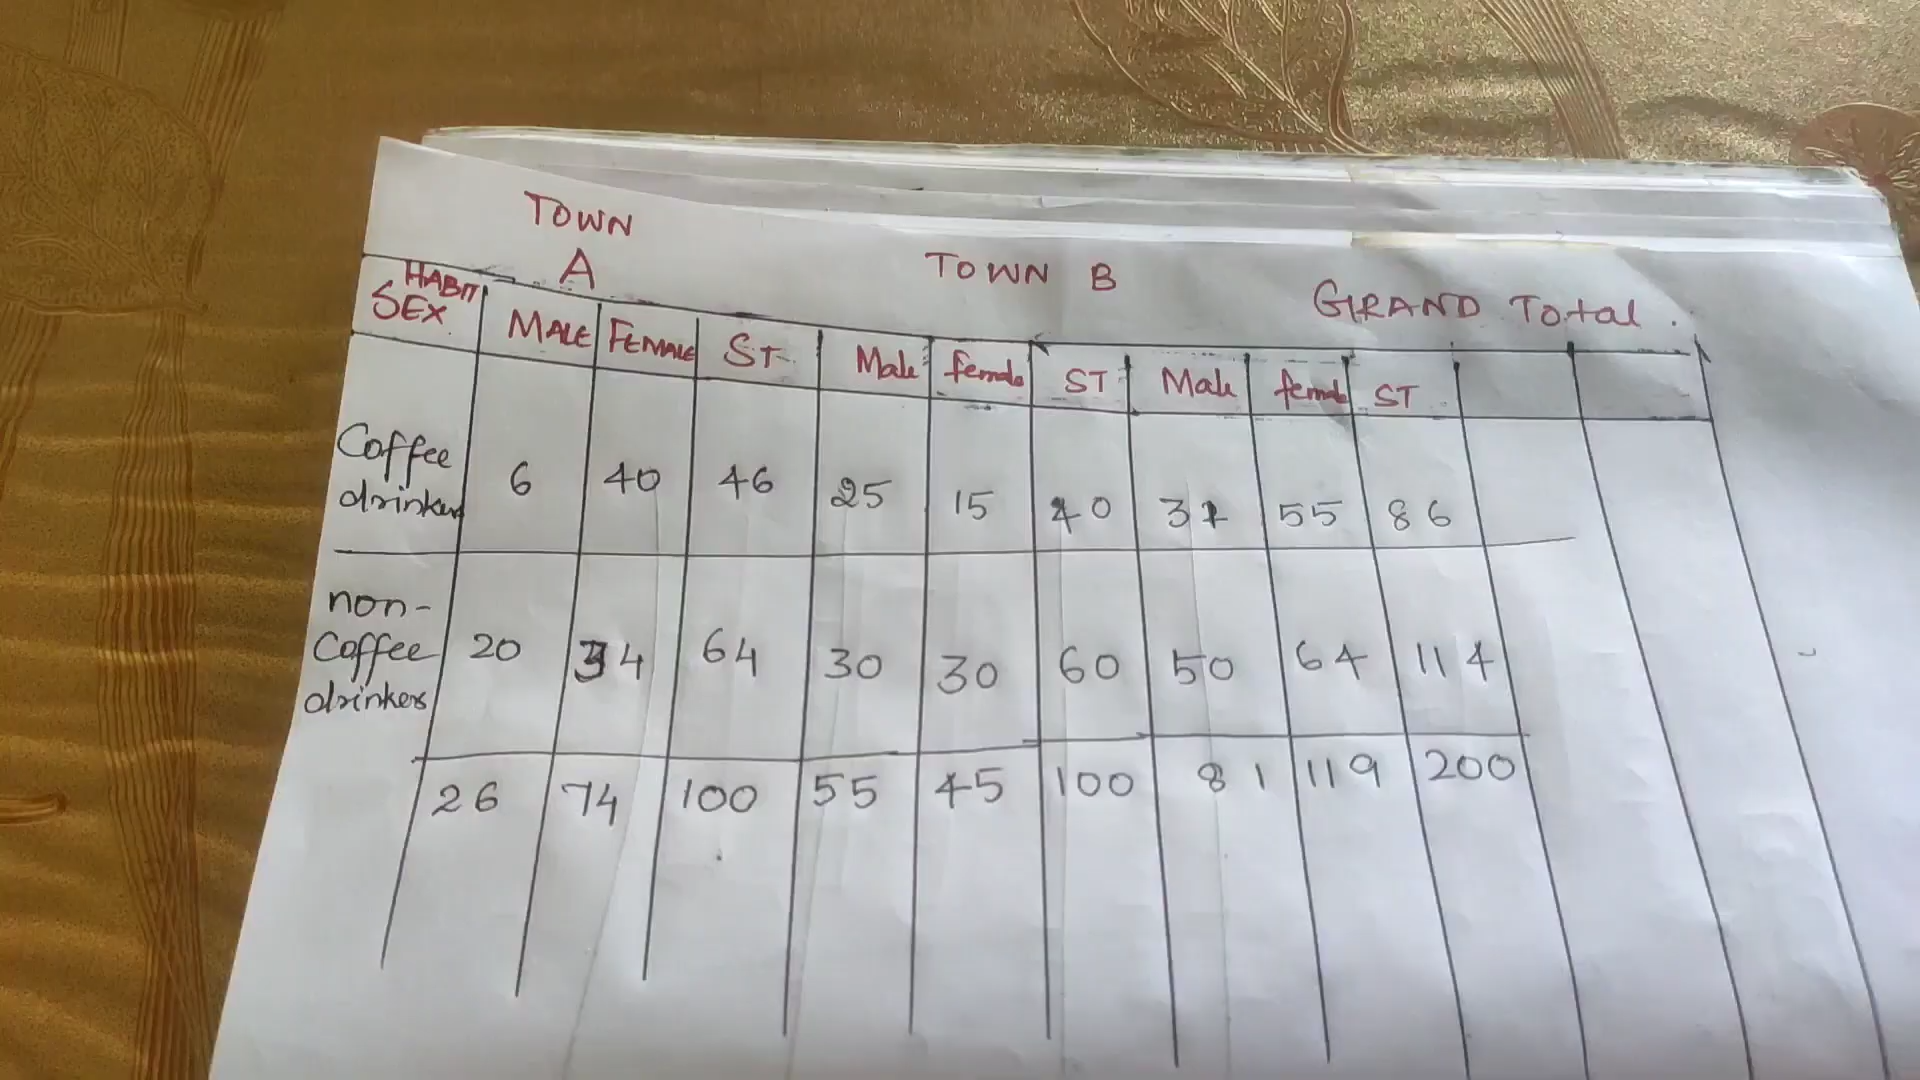 TOWN
A TOWN B GRAND Total.
HABIT
SEX MALE FEMALE ST Male female ST Male female ST
Coffee
drinkers 6 40 46 25 15 40 31 55 86
non-
Coffee
drinkers 20 34 64 30 30 60 50 64 114
26 74 100 55 45 100 81 119 200